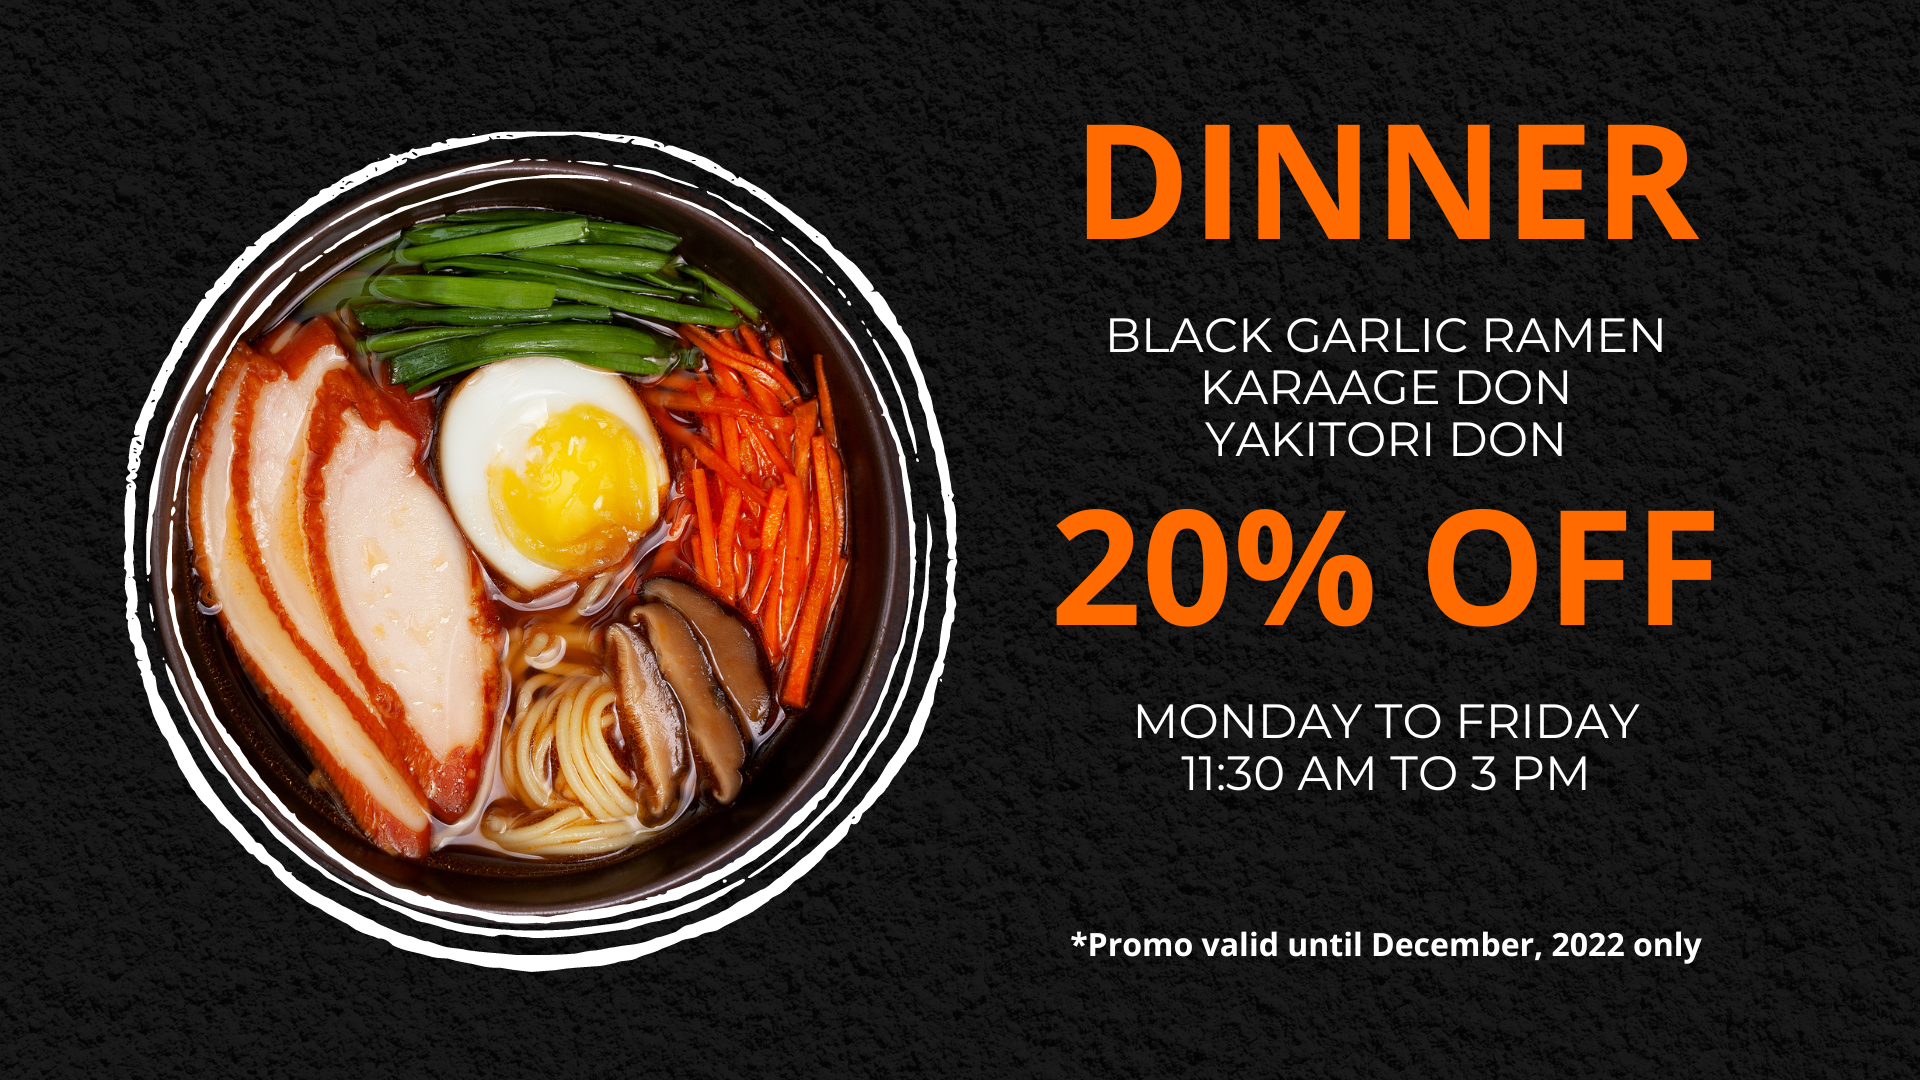 DINNER
BLACK GARLIC RAMEN
KARAAGE DON
YAKITORI DON
20% OFF
MONDAY TO FRIDAY
11:30 AM TO 3 PM
*Promo valid until December, 2022 only